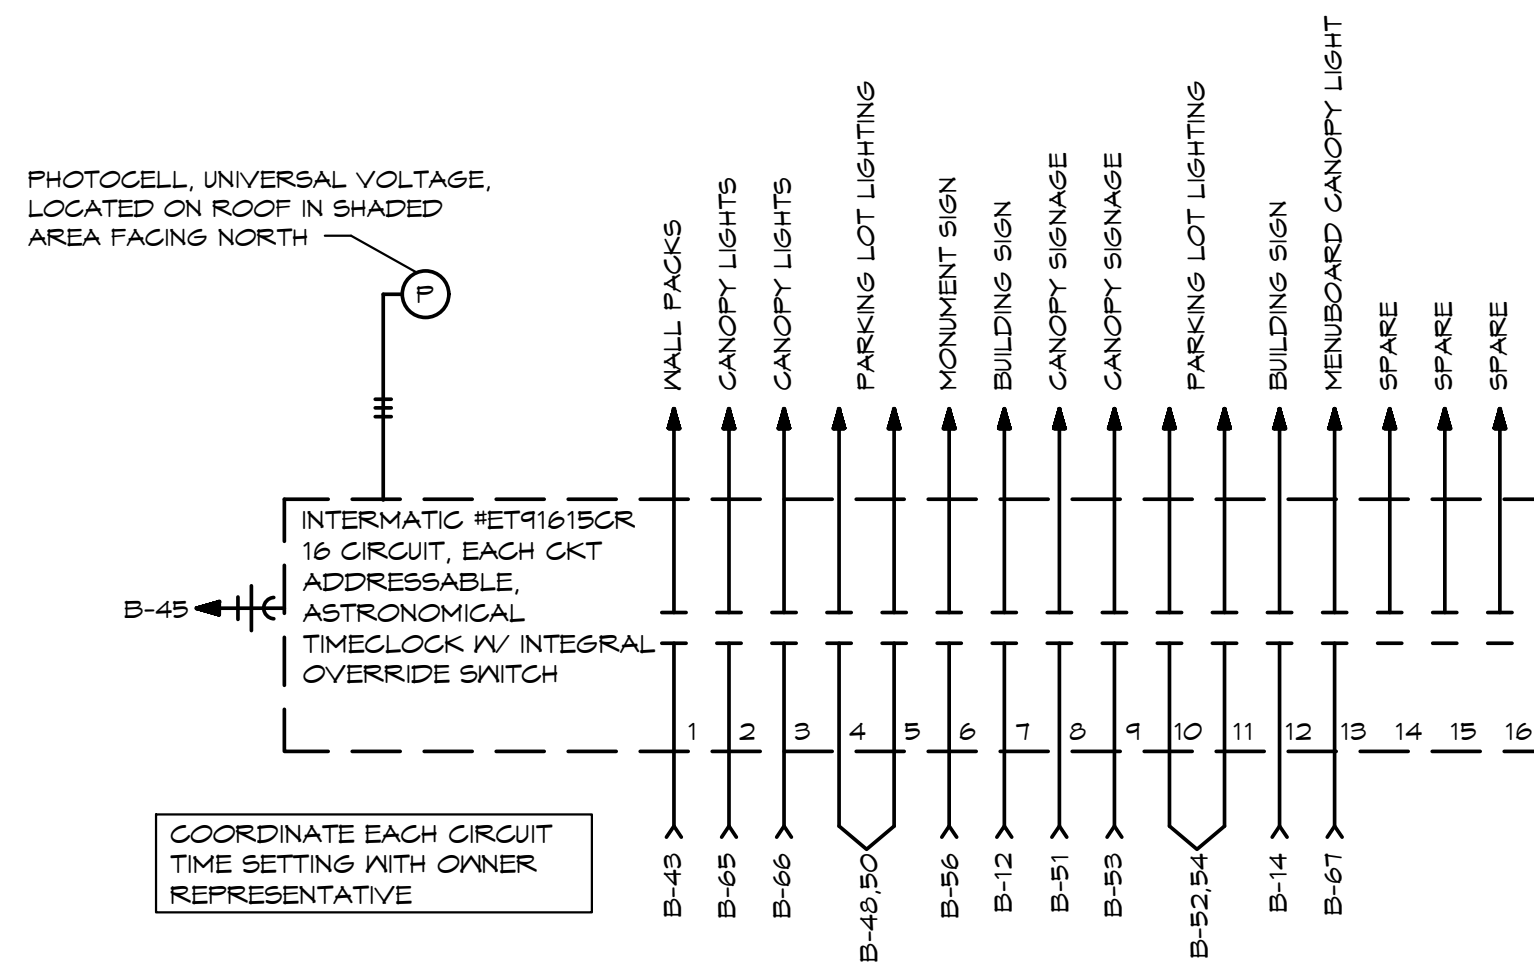 PHOTOCELL, UNIVERSAL VOLTAGE,
LOCATED ON ROOF IN SHADED
AREA FACING NORTH
P
WALL PACKS
CANOPY LIGHTS
CANOPY LIGHTS
PARKING LOT LIGHTING
MONUMENT SIGN
BUILDING SIGN
CANOPY SIGNAGE
CANOPY SIGNAGE
PARKING LOT LIGHTING
BUILDING SIGN
MENUBOARD CANOPY LIGHT
SPARE
SPARE
SPARE
INTERMATIC #ET91615CR
16 CIRCUIT, EACH CKT
ADDRESSABLE,
ASTRONOMICAL
TIMECLOCK W/ INTEGRAL
OVERRIDE SWITCH
B-45
1 2 3 4 5 6 7 8 9 10 11 12 13 14 15 16
COORDINATE EACH CIRCUIT
TIME SETTING WITH OWNER
REPRESENTATIVE
B-43
B-65
B-66
B-48,50
B-56
B-12
B-51
B-53
B-52,54
B-14
B-67